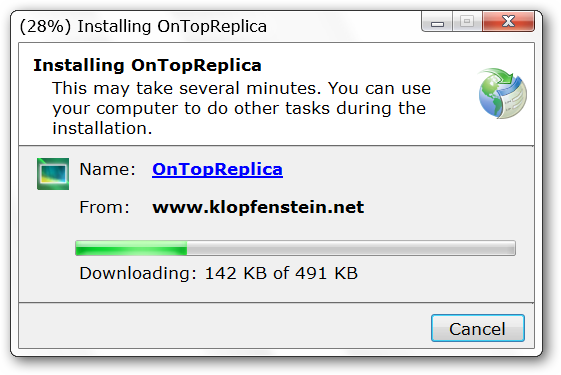 (28%) Installing OnTopReplica
Installing OnTopReplica
This may take several minutes. You can use
your computer to do other tasks during the
installation.
Name: OnTopReplica
From: www.klopfenstein.net
Downloading: 142 KB of 491 KB
Cancel